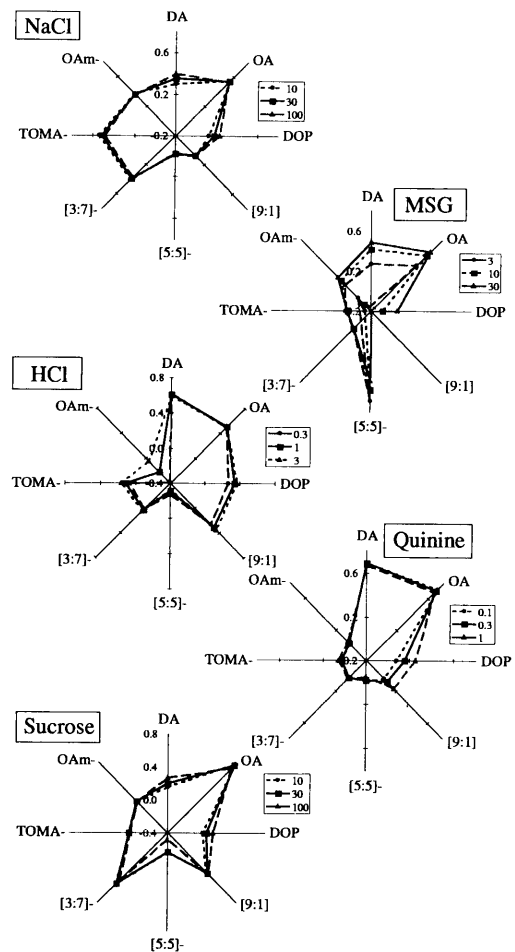 NaCl
DA
0.6
OAm-
OA
0.2
10
30
100
TOMA-
-0.2
DOP
[3:7]-
[9:1]
[5:5]-
MSG
DA
0.6
OAm-
OA
3
10
30
TOMA-
DOP
[3:7]-
[9:1]
[5:5]-
HCl
DA
0.8
OAm-
0.4
OA
0.0
0.3
1
3
TOMA-
-0.4
DOP
[3:7]-
[9:1]
[5:5]-
Quinine
DA
0.6
OAm-
OA
0.1
0.3
1
TOMA-
DOP
[3:7]-
[9:1]
[5:5]-
Sucrose
DA
0.8
OAm-
0.4
OA
0.0
10
30
100
TOMA-
-0.4
DOP
[3:7]-
[9:1]
[5:5]-